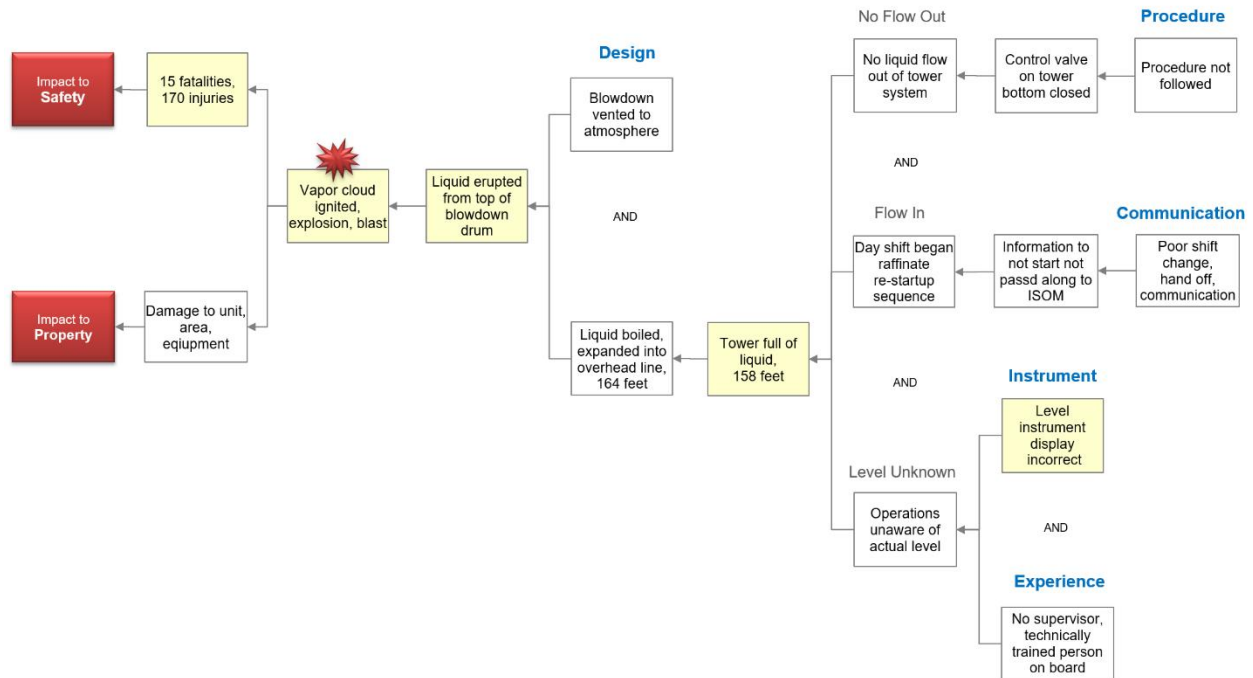 Impact to
Safety
15 fatalities,
170 injuries
Vapor cloud
ignited,
explosion, blast
Impact to
Property
Damage to unit,
area,
eqiupment
Liquid erupted
from top of
blowdown
drum
Design
Blowdown
vented to
atmosphere
AND
Liquid boiled,
expanded into
overhead line,
164 feet
Tower full of
liquid,
158 feet
No Flow Out
No liquid flow
out of tower
system
Control valve
on tower
bottom closed
Procedure
Procedure not
followed
AND
Flow In
Day shift began
raffinate
re-startup
sequence
Information to
not start not
passd along to
ISOM
Communication
Poor shift
change,
hand off,
communication
AND
Level Unknown
Operations
unaware of
actual level
Instrument
Level
instrument
display
incorrect
AND
Experience
No supervisor,
technically
trained person
on board